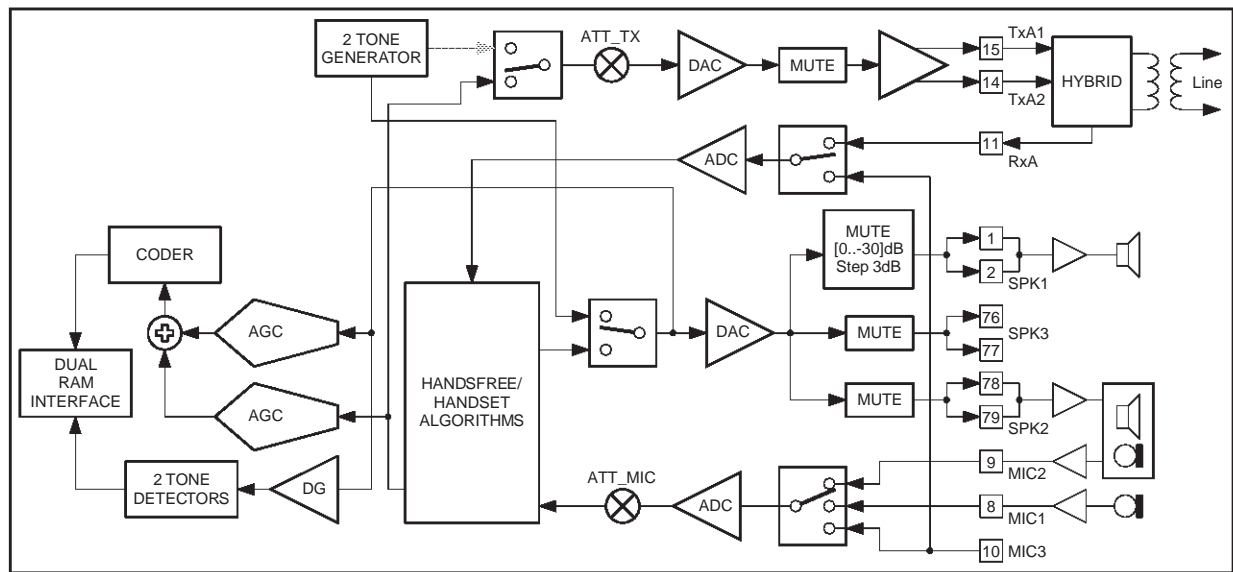 2 TONE
GENERATOR
ATT_TX
DAC
MUTE
15
TxA1
14
TxA2
HYBRID
Line
ADC
11
RxA
CODER
MUTE
[0..-30]dB
Step 3dB
1
2
SPK1
AGC
DAC
MUTE
76
SPK3
77
DUAL
RAM
INTERFACE
AGC
HANDSFREE/
HANDSET
ALGORITHMS
MUTE
78
79
SPK2
2 TONE
DETECTORS
DG
ATT_MIC
ADC
9
MIC2
8
MIC1
10
MIC3